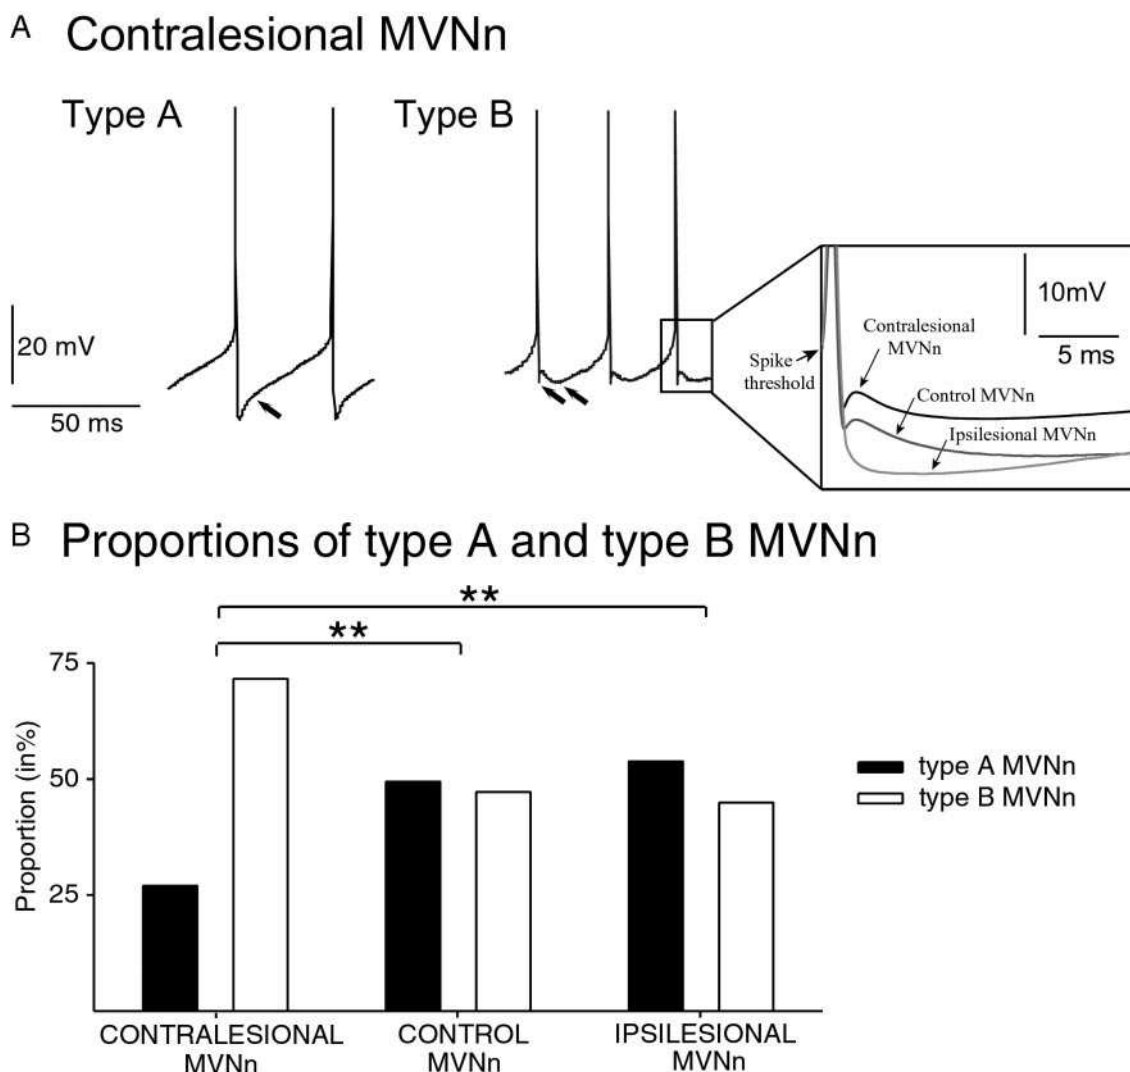 A Contralesional MVNn
Type A
Type B
20 mV
50 ms
10mV
5 ms
Contralesional
MVNn
Spike
threshold
Control MVNn
Ipsilesional MVNn
B Proportions of type A and type B MVNn
**
**
75
50
25
Proportion (in%)
type A MVNn
type B MVNn
CONTRALESIONAL
MVNn
CONTROL
MVNn
IPSILESIONAL
MVNn